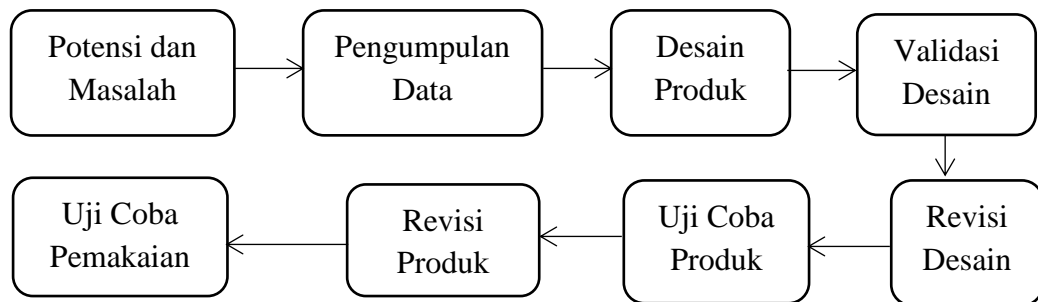 Potensi dan
Masalah
Pengumpulan
Data
Desain
Produk
Validasi
Desain
Revisi
Desain
Uji Coba
Produk
Revisi
Produk
Uji Coba
Pemakaian